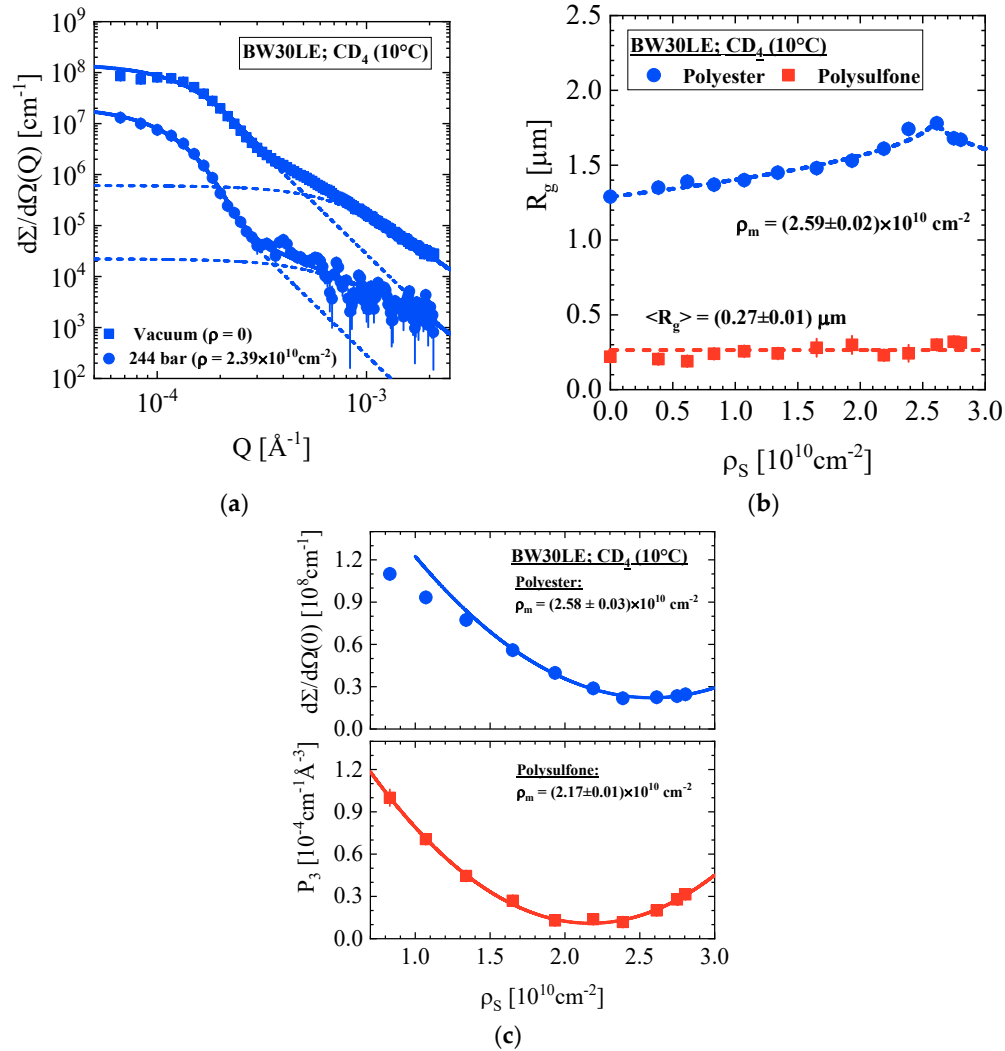 (a)
BW30LE; CD4 (10°C)
10^9
10^8
10^7
10^6
10^5
10^4
10^3
10^2
dΣ/dΩ(Q) [cm^-1]
Vacuum (ρ = 0)
244 bar (ρ = 2.39×10^10cm^-2)
10^-4
10^-3
Q [Å^-1]
(a)
(b)
BW30LE; CD4 (10°C)
Polyester
Polysulfone
2.5
2.0
1.5
1.0
0.5
0.0
R_g [μm]
ρ_m = (2.59±0.02)×10^10 cm^-2
<R_g> = (0.27±0.01) μm
0.0
0.5
1.0
1.5
2.0
2.5
3.0
ρ_S [10^10cm^-2]
(b)
BW30LE; CD4 (10°C)
Polyester:
ρ_m = (2.58 ± 0.03)×10^10 cm^-2
1.2
0.9
0.6
0.3
0.0
dΣ/dΩ(0) [10^8cm^-1]
Polysulfone:
ρ_m = (2.17±0.01)×10^10 cm^-2
1.2
0.9
0.6
0.3
0.0
P_3 [10^-4cm^-1Å^-3]
1.0
1.5
2.0
2.5
3.0
ρ_S [10^10cm^-2]
(c)